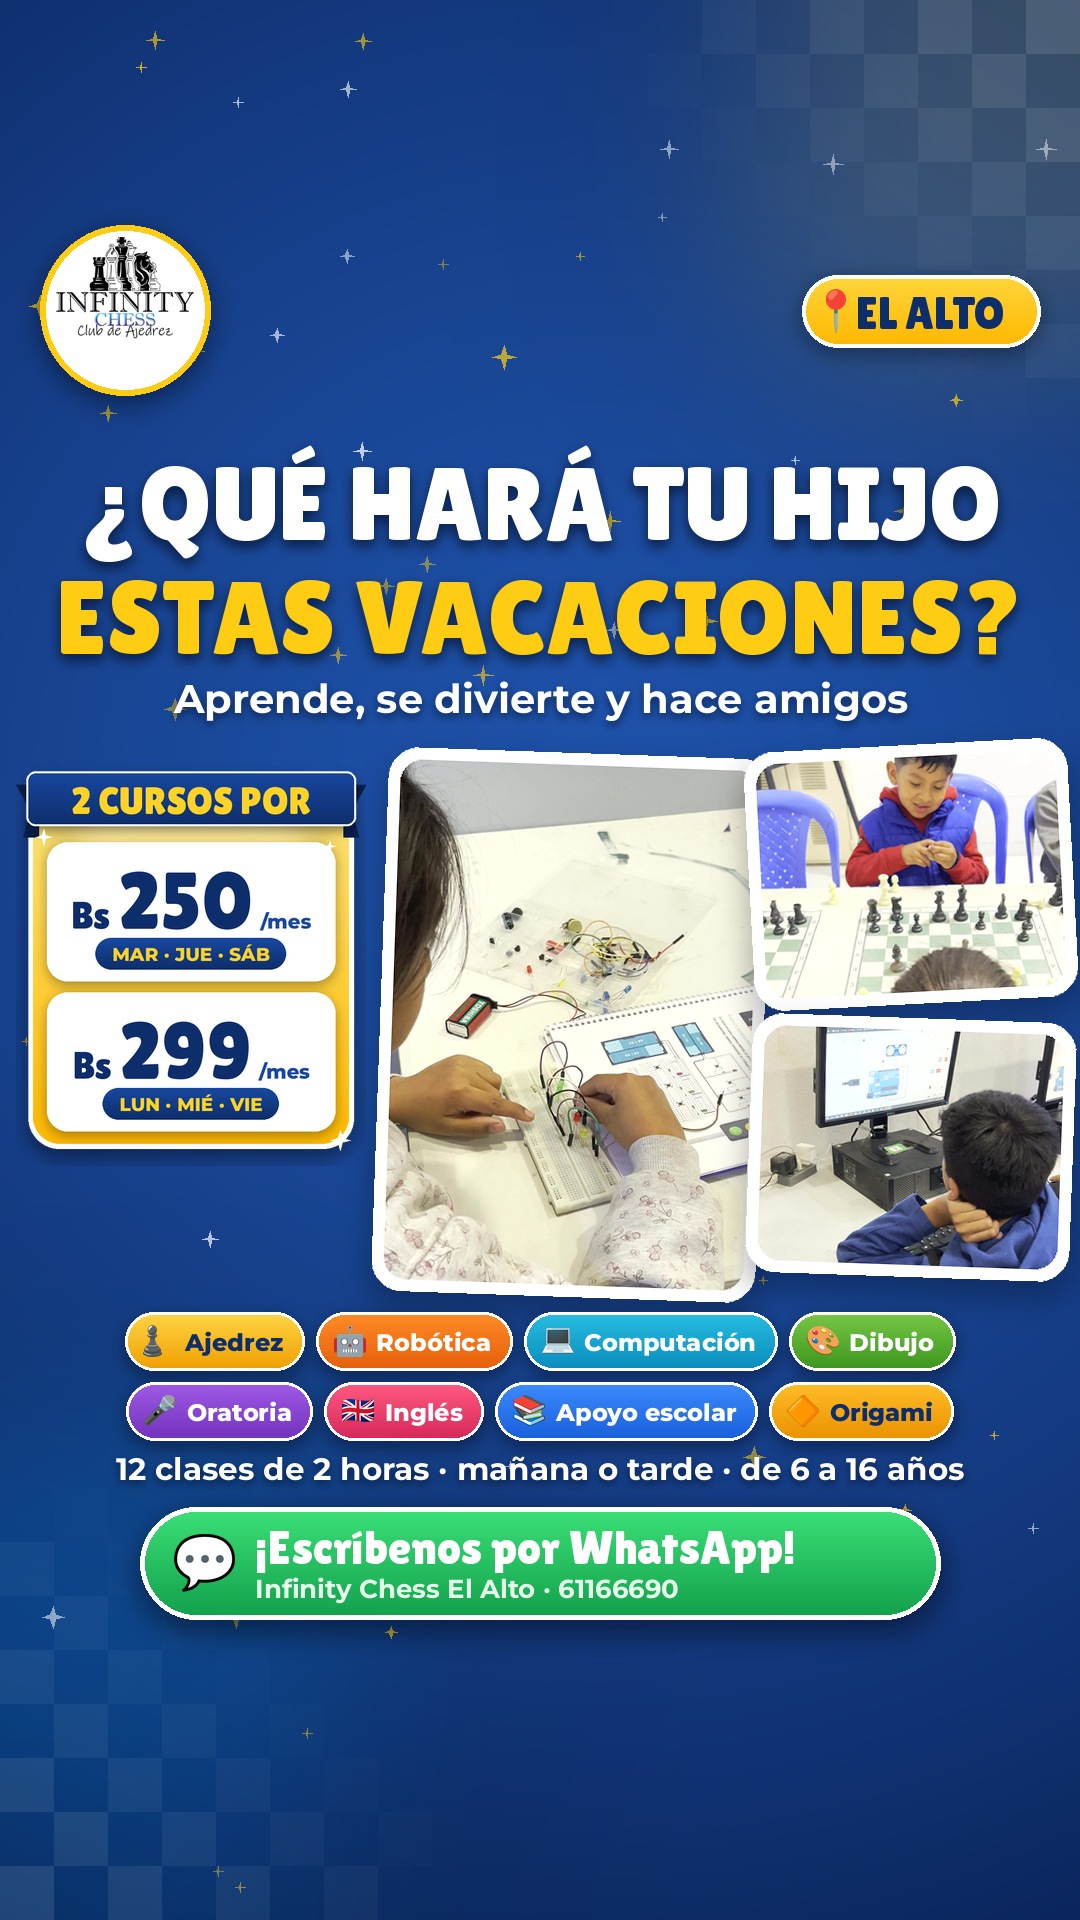 INFINITY
CHESS
Club de Ajedrez
EL ALTO
¿QUÉ HARÁ TU HIJO
ESTAS VACACIONES?
Aprende, se divierte y hace amigos
2 CURSOS POR
Bs 250 /mes
MAR · JUE · SÁB
Bs 299 /mes
LUN · MIÉ · VIE
Ajedrez
Robótica
Computación
Dibujo
Oratoria
Inglés
Apoyo escolar
Origami
12 clases de 2 horas · mañana o tarde · de 6 a 16 años
¡Escríbenos por WhatsApp!
Infinity Chess El Alto · 61166690